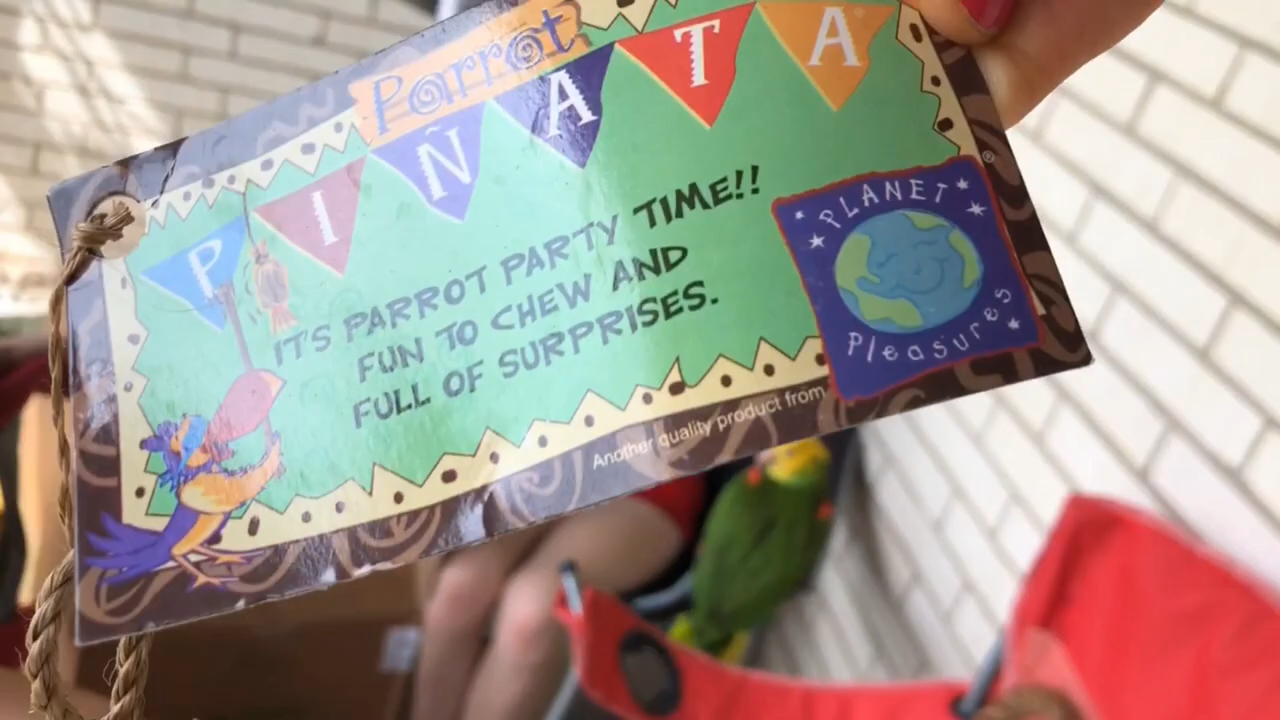 Parrot
PIÑATA
IT'S PARROT PARTY TIME!!
FUN TO CHEW AND
FULL OF SURPRISES.
PLANET
Pleasures
®
Another quality product from